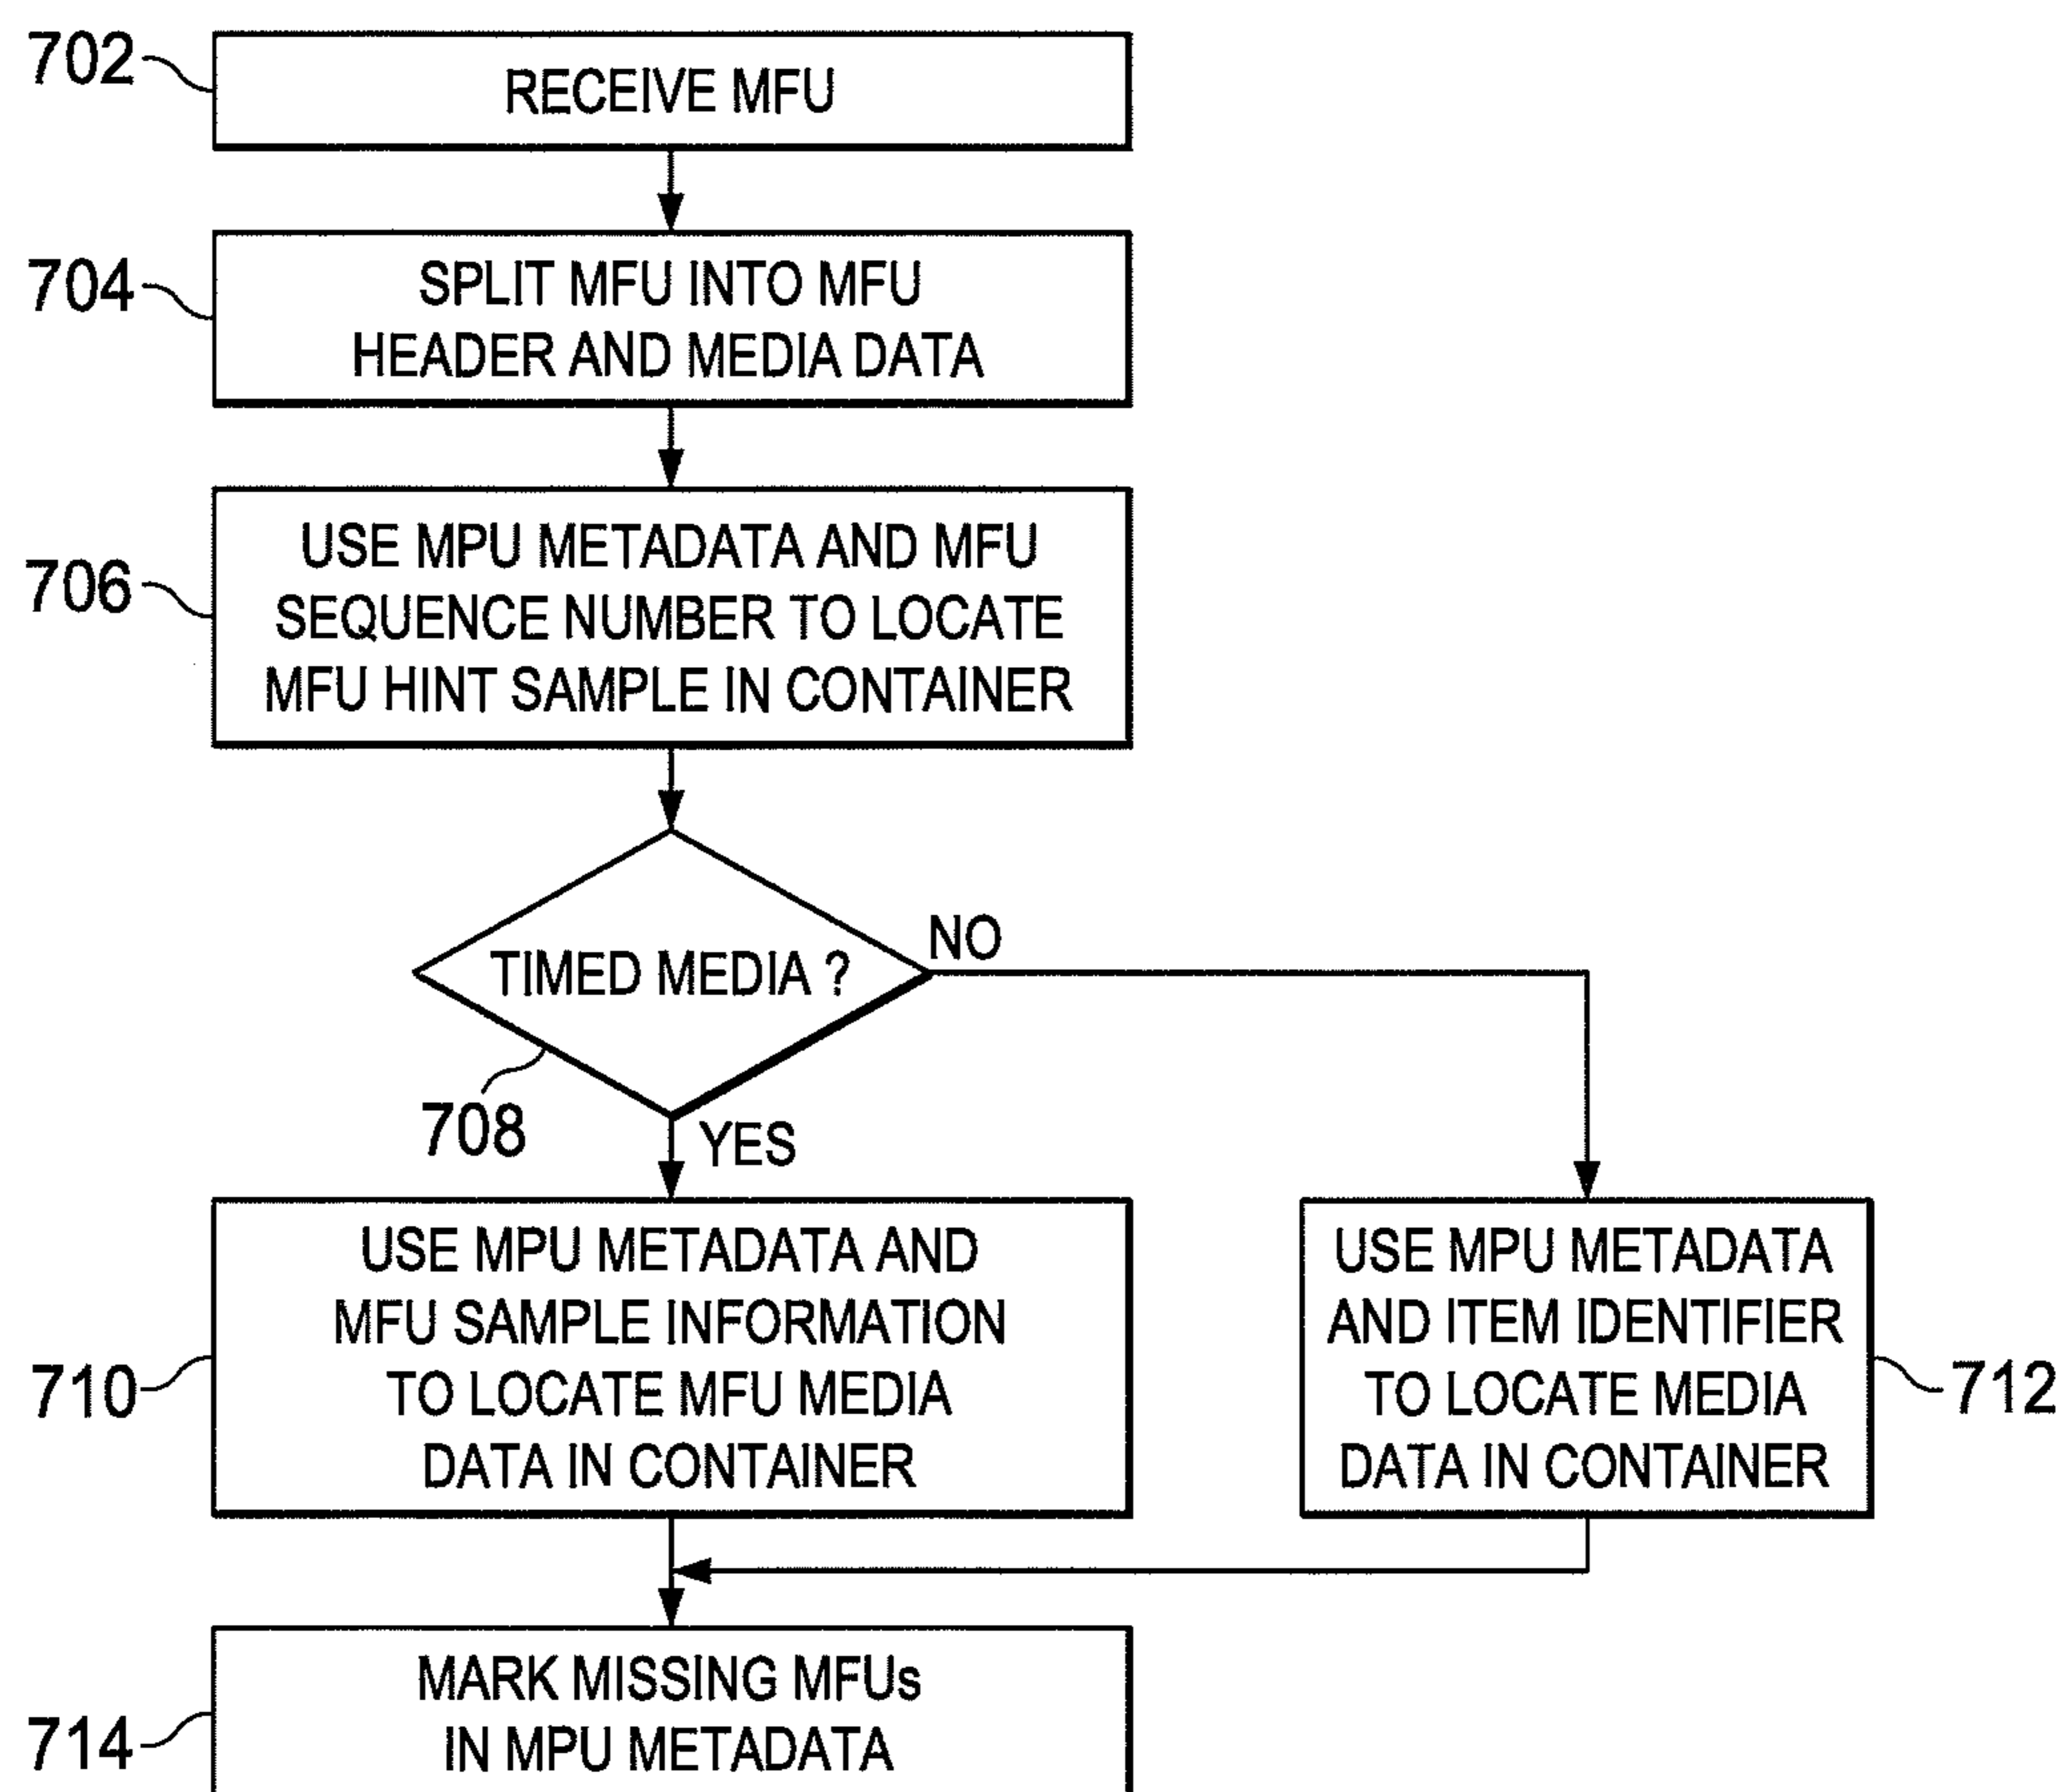 702
RECEIVE MFU
704
SPLIT MFU INTO MFU
HEADER AND MEDIA DATA
706
USE MPU METADATA AND MFU
SEQUENCE NUMBER TO LOCATE
MFU HINT SAMPLE IN CONTAINER
TIMED MEDIA ?
NO
708
YES
710
USE MPU METADATA AND
MFU SAMPLE INFORMATION
TO LOCATE MFU MEDIA
DATA IN CONTAINER
USE MPU METADATA
AND ITEM IDENTIFIER
TO LOCATE MEDIA
DATA IN CONTAINER
712
714
MARK MISSING MFUs
IN MPU METADATA